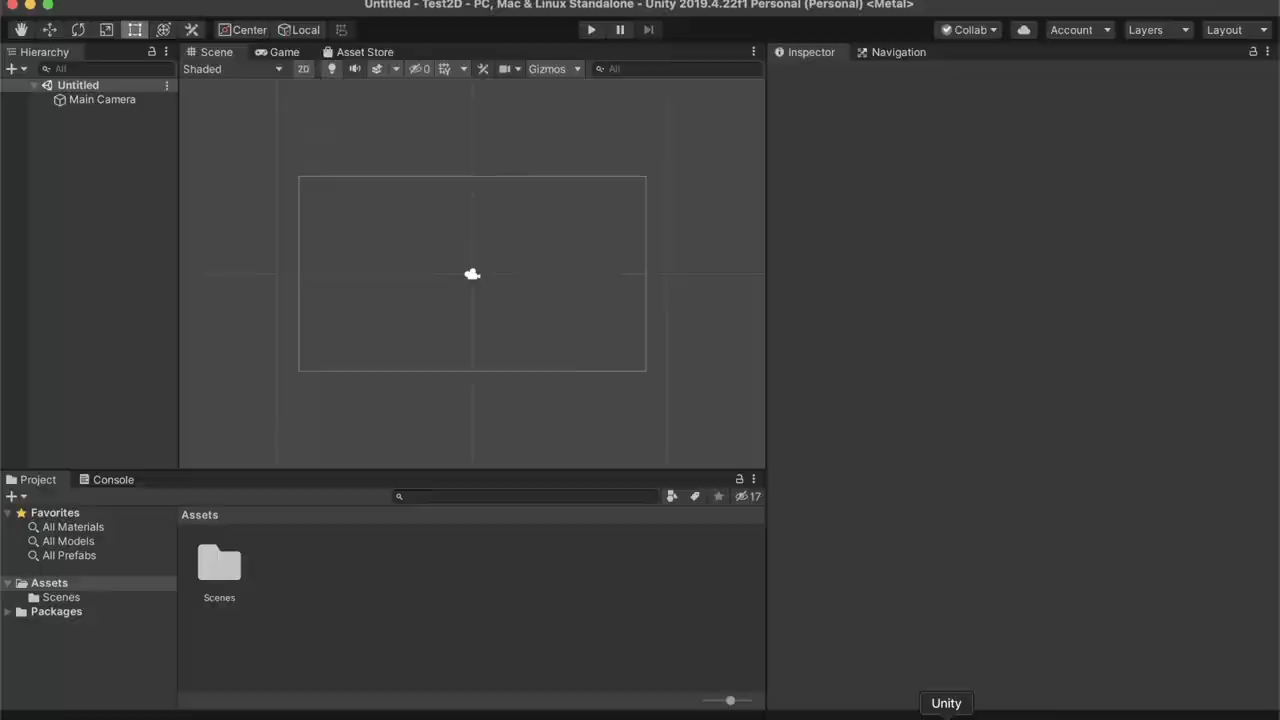 Untitled - Test2D - PC, Mac & Linux Standalone - Unity 2019.4.22f1 Personal (Personal) <Metal>
Center Local Collab Account Layers Layout
Hierarchy Scene Game Asset Store Inspector Navigation
All Shaded 2D 0 Gizmos All
Untitled
Main Camera
Project Console
17
Favorites Assets
All Materials
All Models
All Prefabs
Assets
Scenes Scenes
Packages
Unity